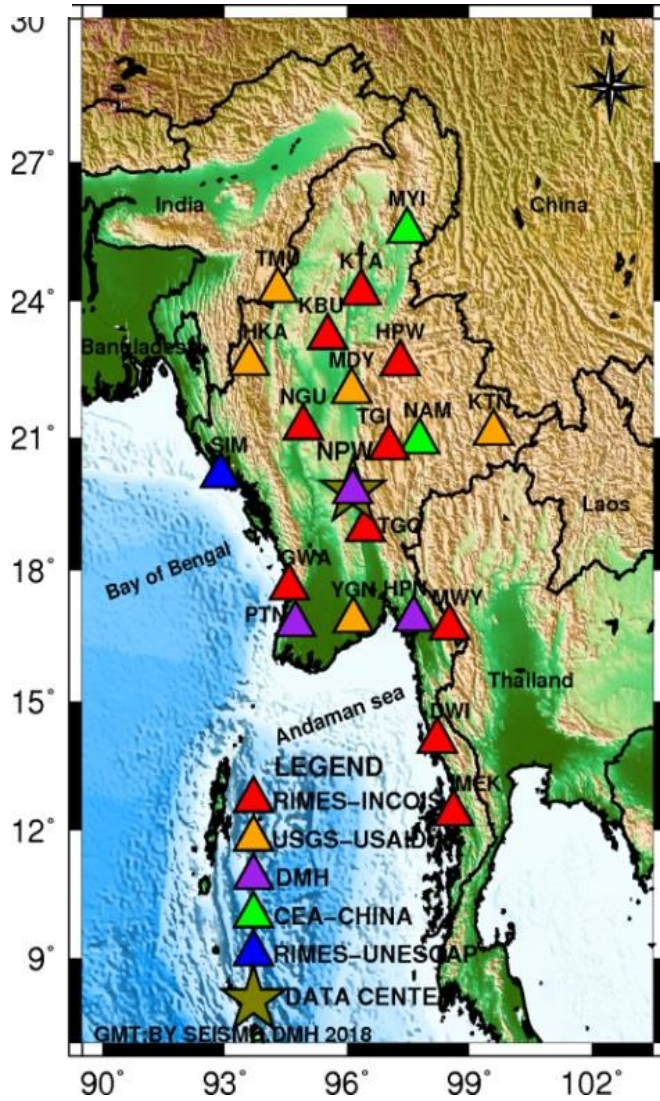 30
N
27°
MYI
India
China
TMU
KTA
24°
KBU
HKA
HPW
Bangladesh
MDY
NGU
TGI
NAM
KTN
21°
SIM
NPW
Laos
TGO
Bay of Bengal
18°
GWA
YGN
HPN
MWY
PTN
Thailand
15°
Andaman sea
DWI
LEGEND
MEK
RIMES-INCOIS
12°
USGS-USAID
DMH
CEA-CHINA
9°
RIMES-UNESCAP
DATA CENTE
GMT:BY SEISMO DMH 2018
90° 93° 96° 99° 102°